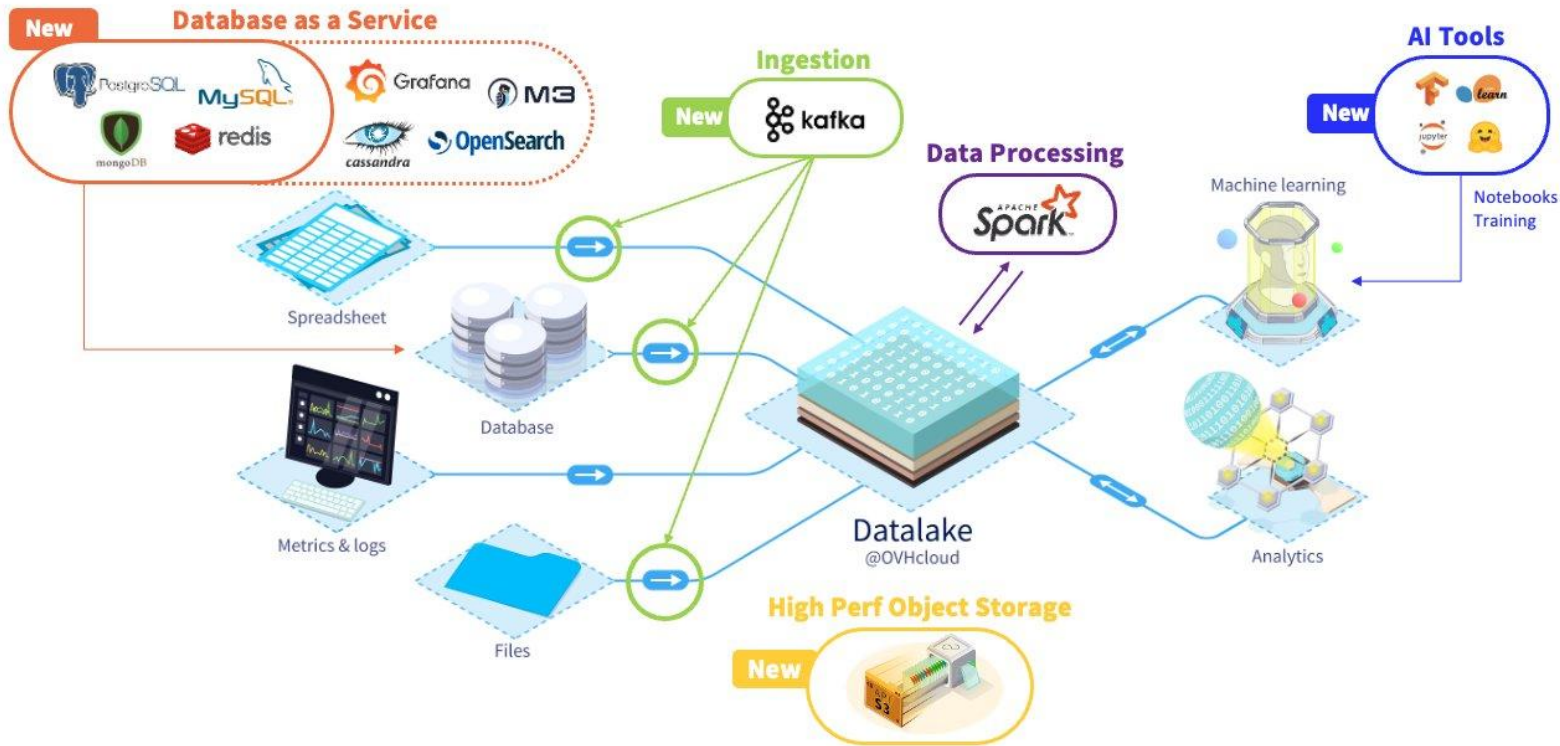 Database as a Service
New
PostgreSQL
MySQL
Grafana
M3
mongoDB
redis
cassandra
OpenSearch
Ingestion
New
kafka
Data Processing
APACHE
Spark
AI Tools
New
learn
jupyter
Notebooks
Training
Machine learning
Spreadsheet
Database
Metrics & logs
Files
Datalake
@OVHcloud
Analytics
High Perf Object Storage
New
API
S3